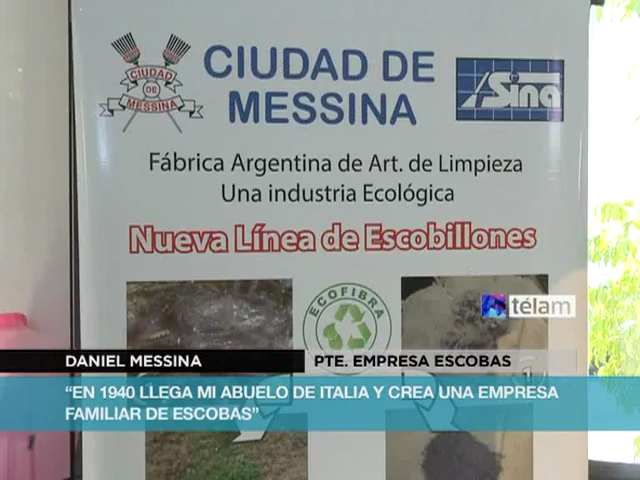 CIUDAD DE
MESSINA
CIUDAD
DE
MESSINA
Sina
Fábrica Argentina de Art. de Limpieza
Una industria Ecológica
Nueva Línea de Escobillones
ECOFIBRA
télam
DANIEL MESSINA
PTE. EMPRESA ESCOBAS
“EN 1940 LLEGA MI ABUELO DE ITALIA Y CREA UNA EMPRESA
FAMILIAR DE ESCOBAS”